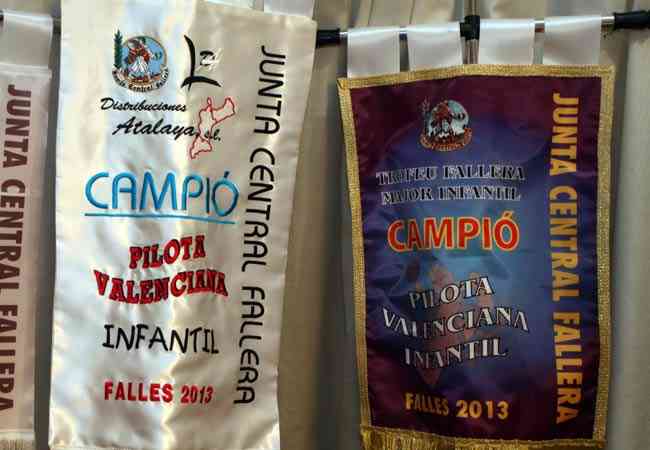 JUNTA CENTRAL FALLERA
Distribuciones
Atalaya s.l.
CAMPIÓ
PILOTA
VALENCIANA
INFANTIL
FALLES 2013
JUNTA CENTRAL FALLERA
TROFEU FALLERA
MAJOR INFANTIL
CAMPIÓ
PILOTA
VALENCIANA
INFANTIL
FALLES 2013
JUNTA CENTRAL FALLERA